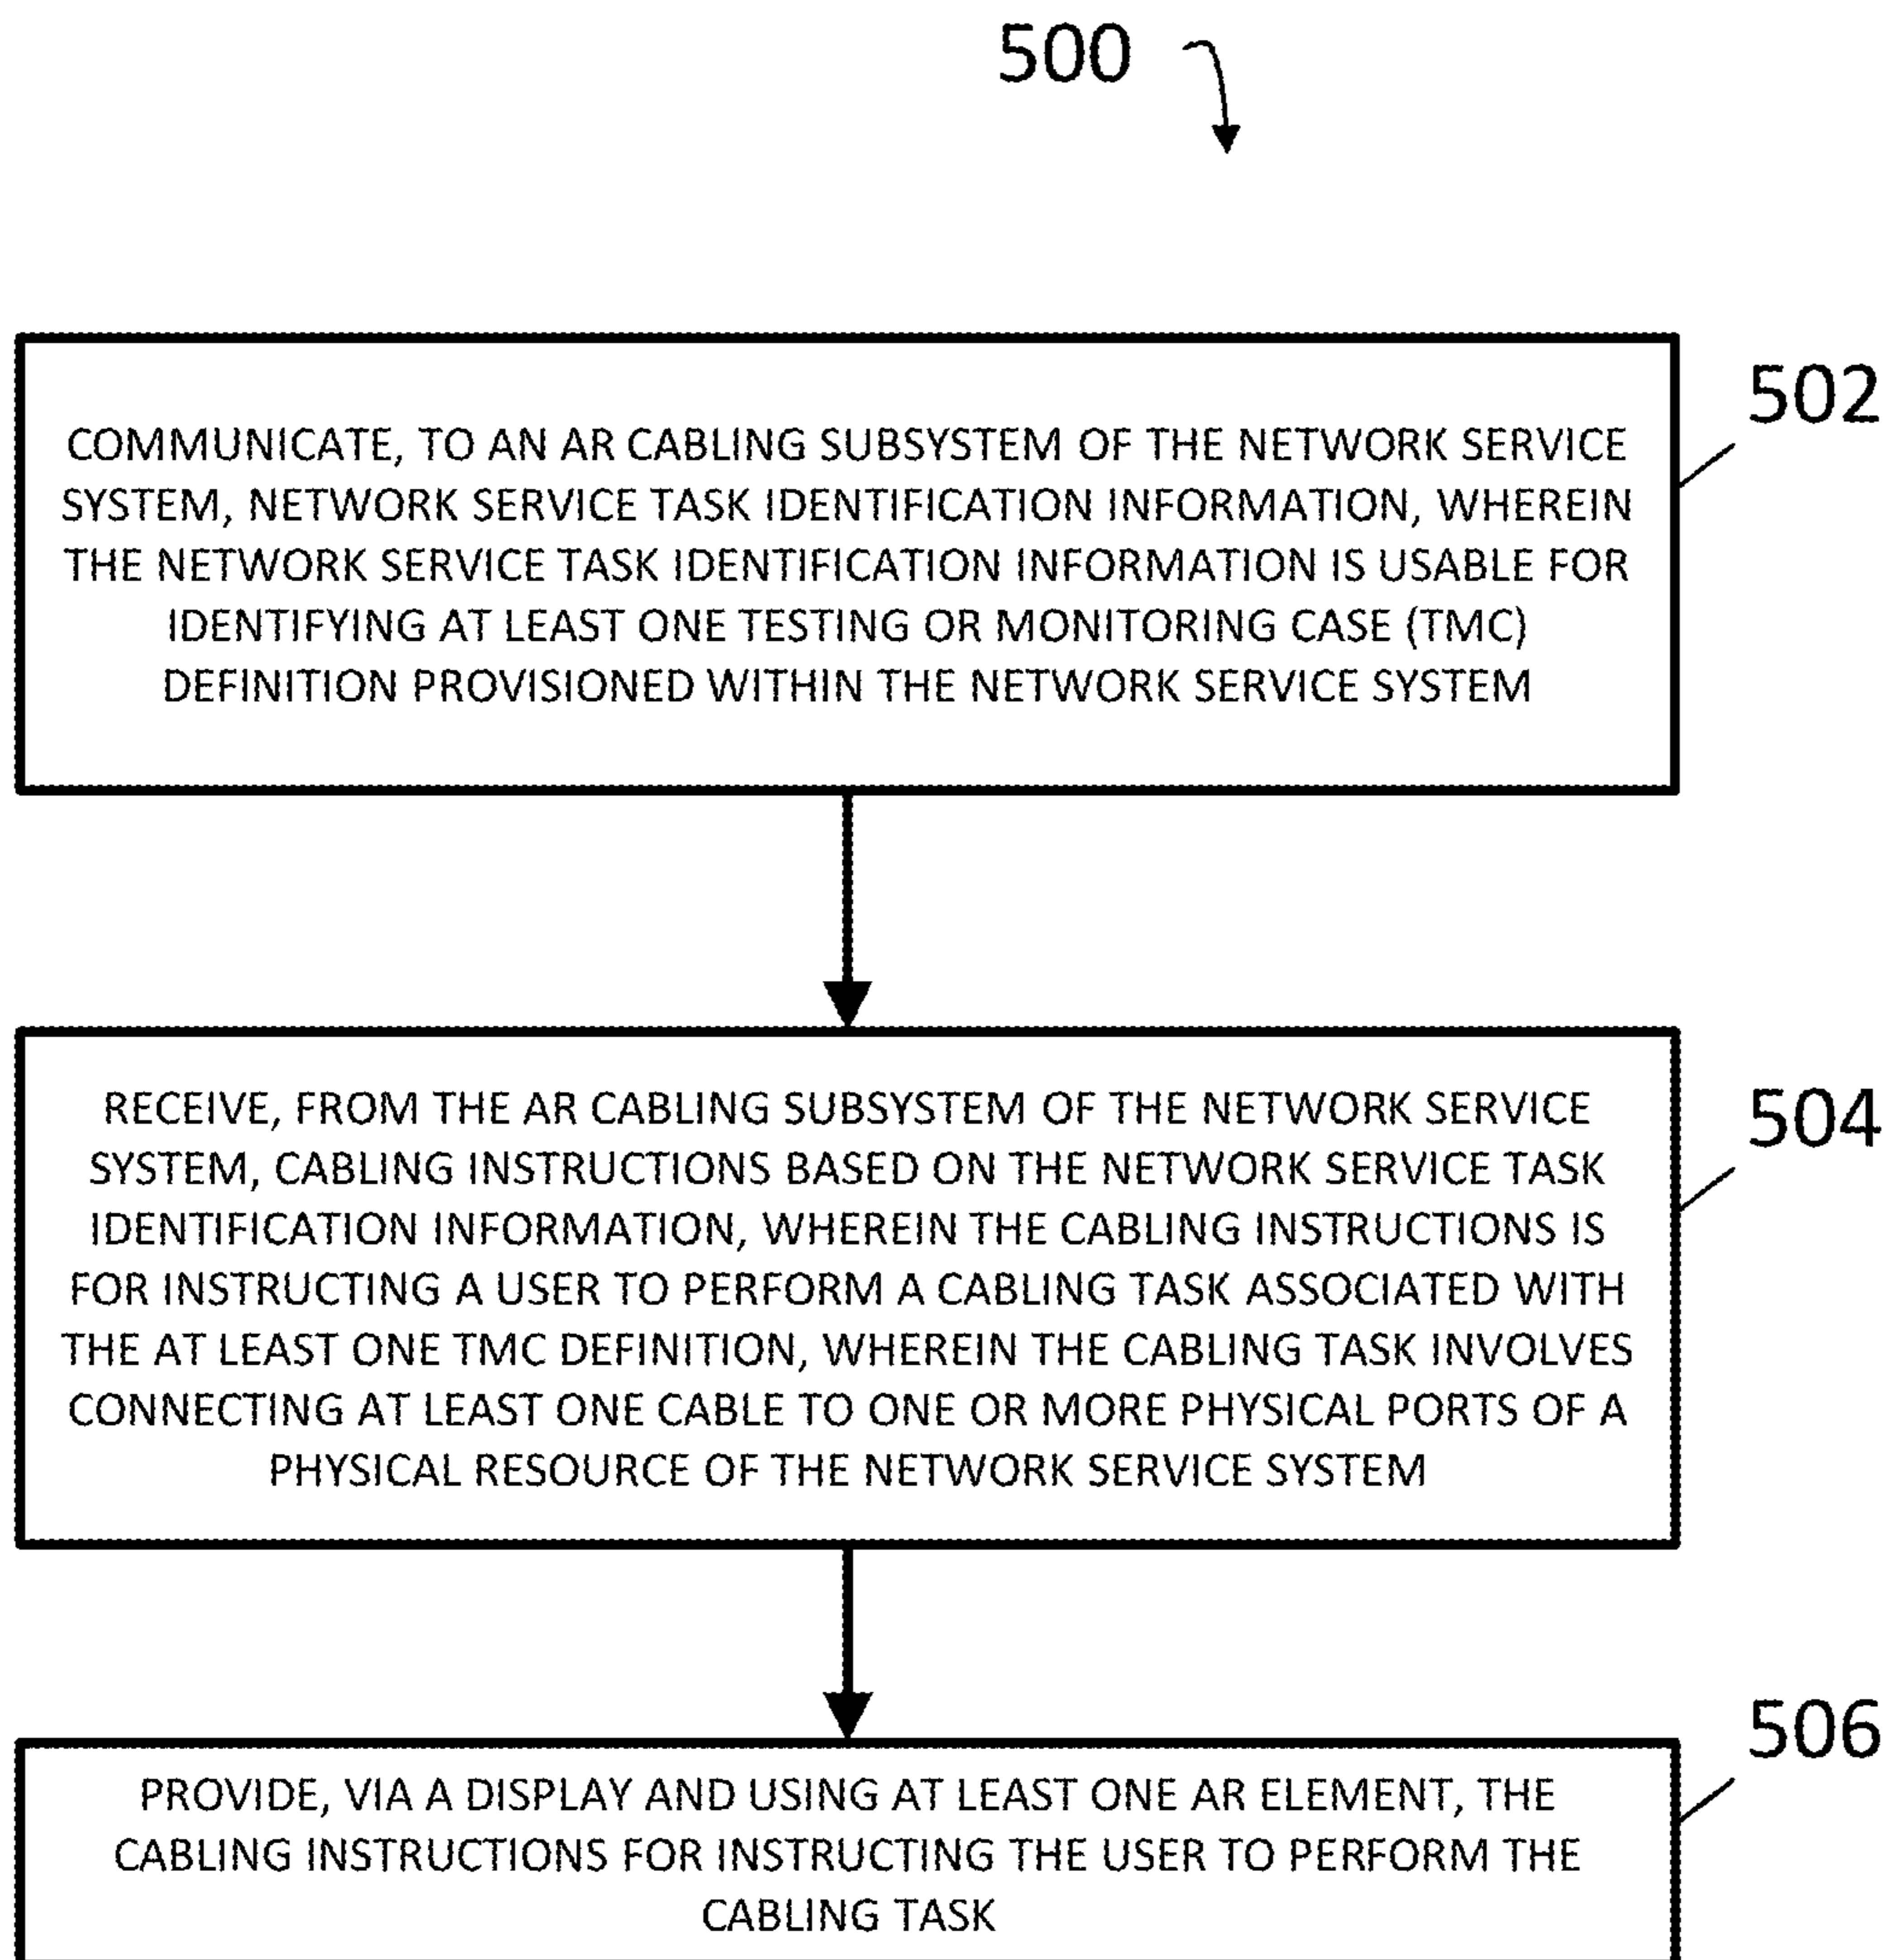 500
502
COMMUNICATE, TO AN AR CABLING SUBSYSTEM OF THE NETWORK SERVICE
SYSTEM, NETWORK SERVICE TASK IDENTIFICATION INFORMATION, WHEREIN
THE NETWORK SERVICE TASK IDENTIFICATION INFORMATION IS USABLE FOR
IDENTIFYING AT LEAST ONE TESTING OR MONITORING CASE (TMC)
DEFINITION PROVISIONED WITHIN THE NETWORK SERVICE SYSTEM
504
RECEIVE, FROM THE AR CABLING SUBSYSTEM OF THE NETWORK SERVICE
SYSTEM, CABLING INSTRUCTIONS BASED ON THE NETWORK SERVICE TASK
IDENTIFICATION INFORMATION, WHEREIN THE CABLING INSTRUCTIONS IS
FOR INSTRUCTING A USER TO PERFORM A CABLING TASK ASSOCIATED WITH
THE AT LEAST ONE TMC DEFINITION, WHEREIN THE CABLING TASK INVOLVES
CONNECTING AT LEAST ONE CABLE TO ONE OR MORE PHYSICAL PORTS OF A
PHYSICAL RESOURCE OF THE NETWORK SERVICE SYSTEM
506
PROVIDE, VIA A DISPLAY AND USING AT LEAST ONE AR ELEMENT, THE
CABLING INSTRUCTIONS FOR INSTRUCTING THE USER TO PERFORM THE
CABLING TASK